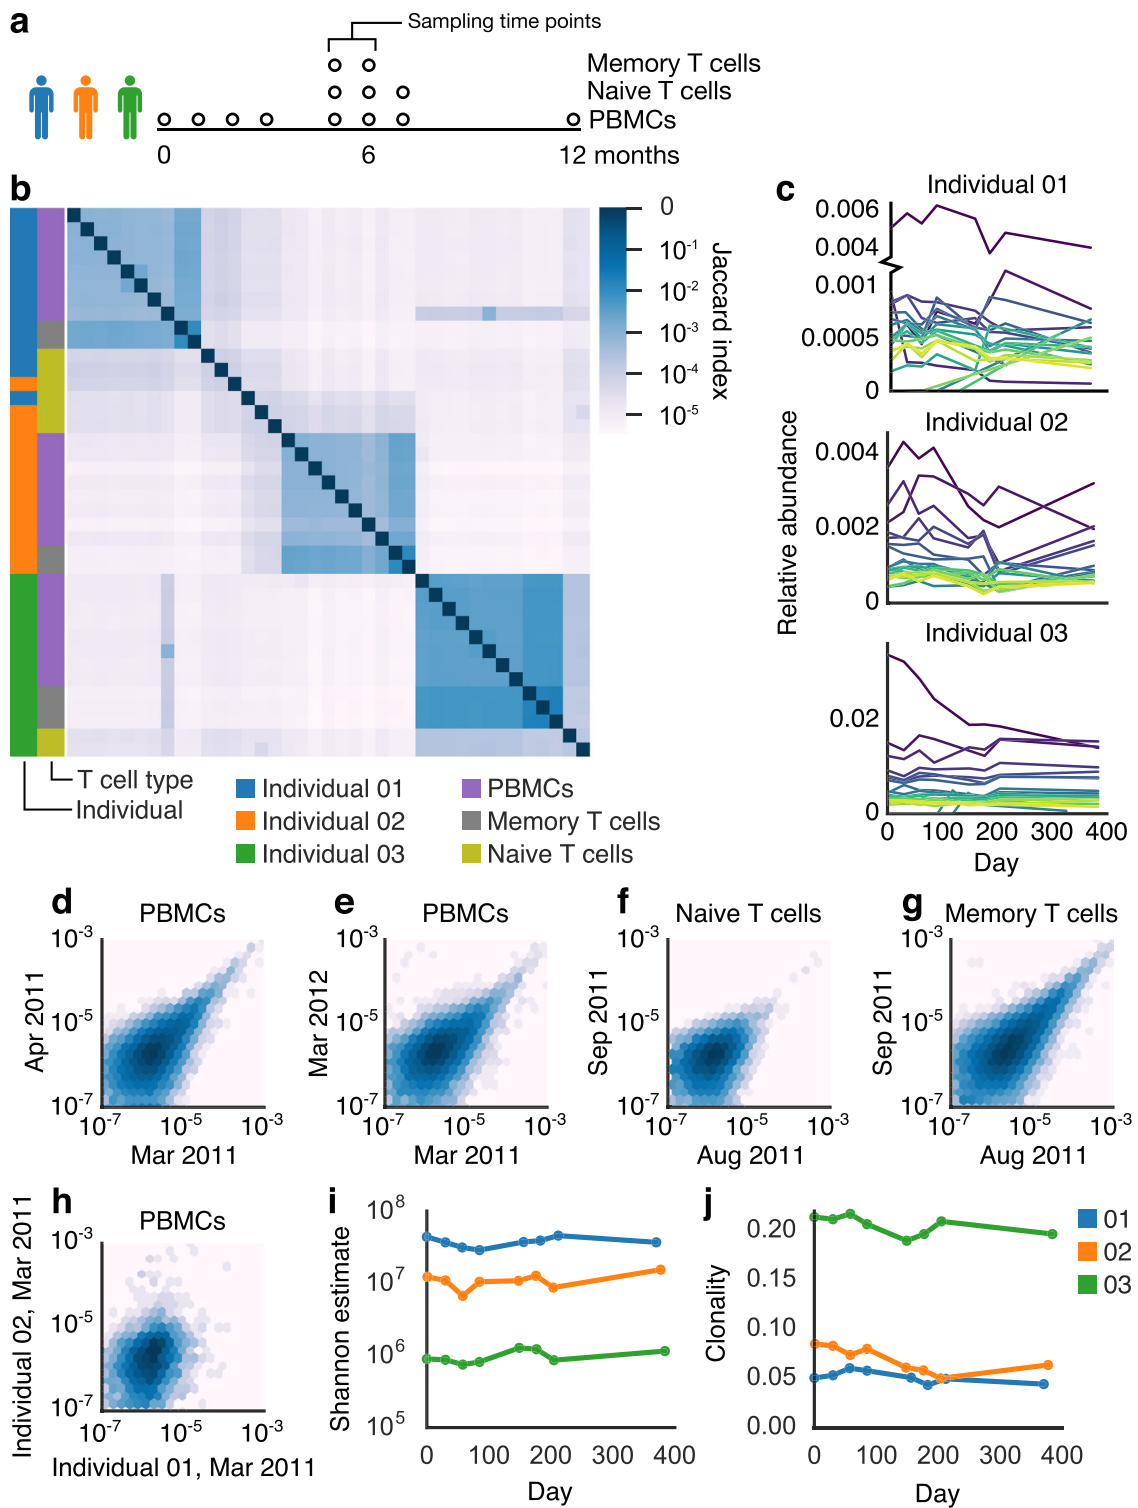 a
Sampling time points
Memory T cells
Naive T cells
PBMCs
0 6 12 months
b
0
10-1
10-2
10-3
10-4
10-5
Jaccard index
T cell type
Individual
Individual 01
Individual 02
Individual 03
PBMCs
Memory T cells
Naive T cells
c
Individual 01
0.006
0.004
0.001
0.0005
0
Individual 02
0.004
0.002
0
Individual 03
0.02
0
Relative abundance
0 100 200 300 400
Day
d
PBMCs
10-3
10-5
10-7
Apr 2011
10-7 10-5 10-3
Mar 2011
e
PBMCs
10-3
10-5
10-7
Mar 2012
10-7 10-5 10-3
Mar 2011
f
Naive T cells
10-3
10-5
10-7
Sep 2011
10-7 10-5 10-3
Aug 2011
g
Memory T cells
10-3
10-5
10-7
Sep 2011
10-7 10-5 10-3
Aug 2011
h
PBMCs
10-3
10-5
10-7
Individual 02, Mar 2011
10-7 10-5 10-3
Individual 01, Mar 2011
i
108
107
106
105
Shannon estimate
0 100 200 300 400
Day
j
0.20
0.15
0.10
0.05
0.00
Clonality
0 100 200 300 400
Day
01
02
03